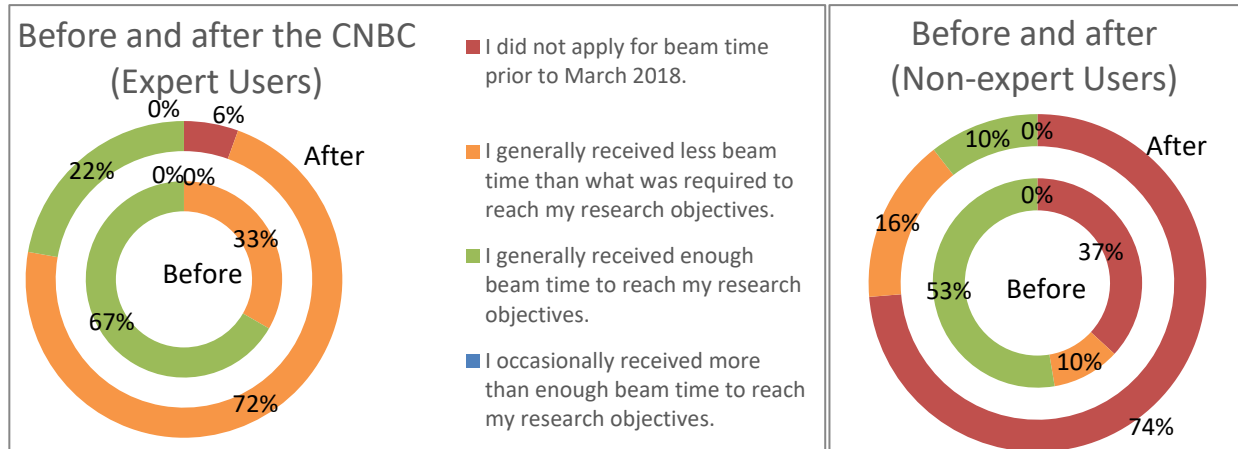 Before and after the CNBC
(Expert Users)
0%
6%
After
22%
0%
0%
33%
Before
67%
72%
I did not apply for beam time
prior to March 2018.
I generally received less beam
time than what was required to
reach my research objectives.
I generally received enough
beam time to reach my research
objectives.
I occasionally received more
than enough beam time to reach
my research objectives.
Before and after
(Non-expert Users)
10%
0%
After
0%
16%
37%
53%
Before
10%
74%